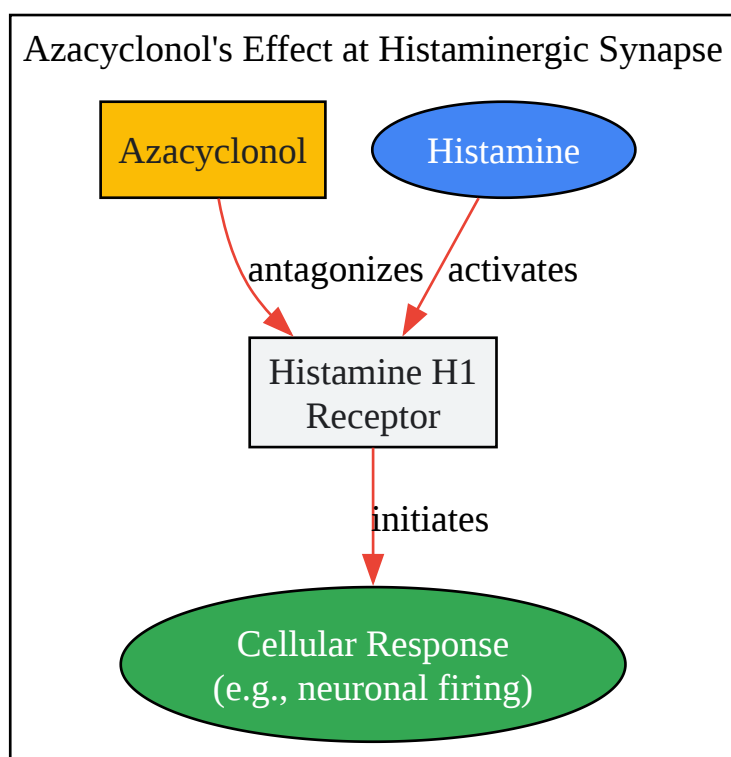 Azacyclonol's Effect at Histaminergic Synapse
Azacyclonol
Histamine
antagonizes
activates
Histamine H1
Receptor
initiates
Cellular Response
(e.g., neuronal firing)